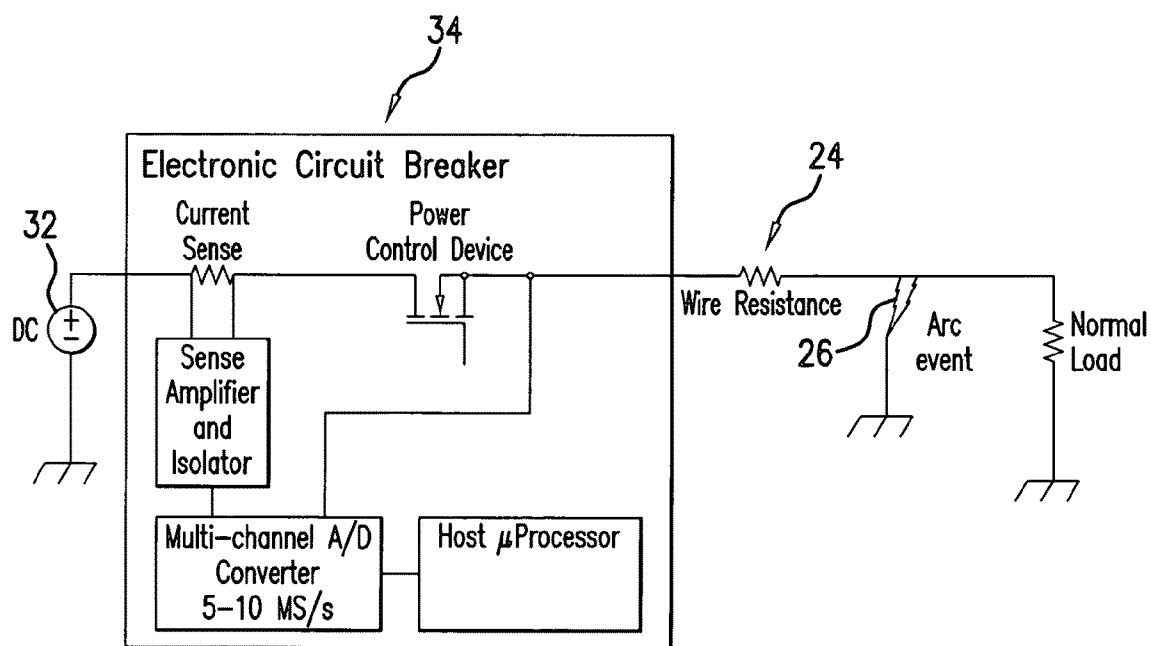 34
Electronic Circuit Breaker
24
32
Current
Sense
Power
Control Device
DC
Wire Resistance
26
Arc
event
Normal
Load
Sense
Amplifier
and
Isolator
Multi-channel A/D
Converter
5-10 MS/s
Host μProcessor